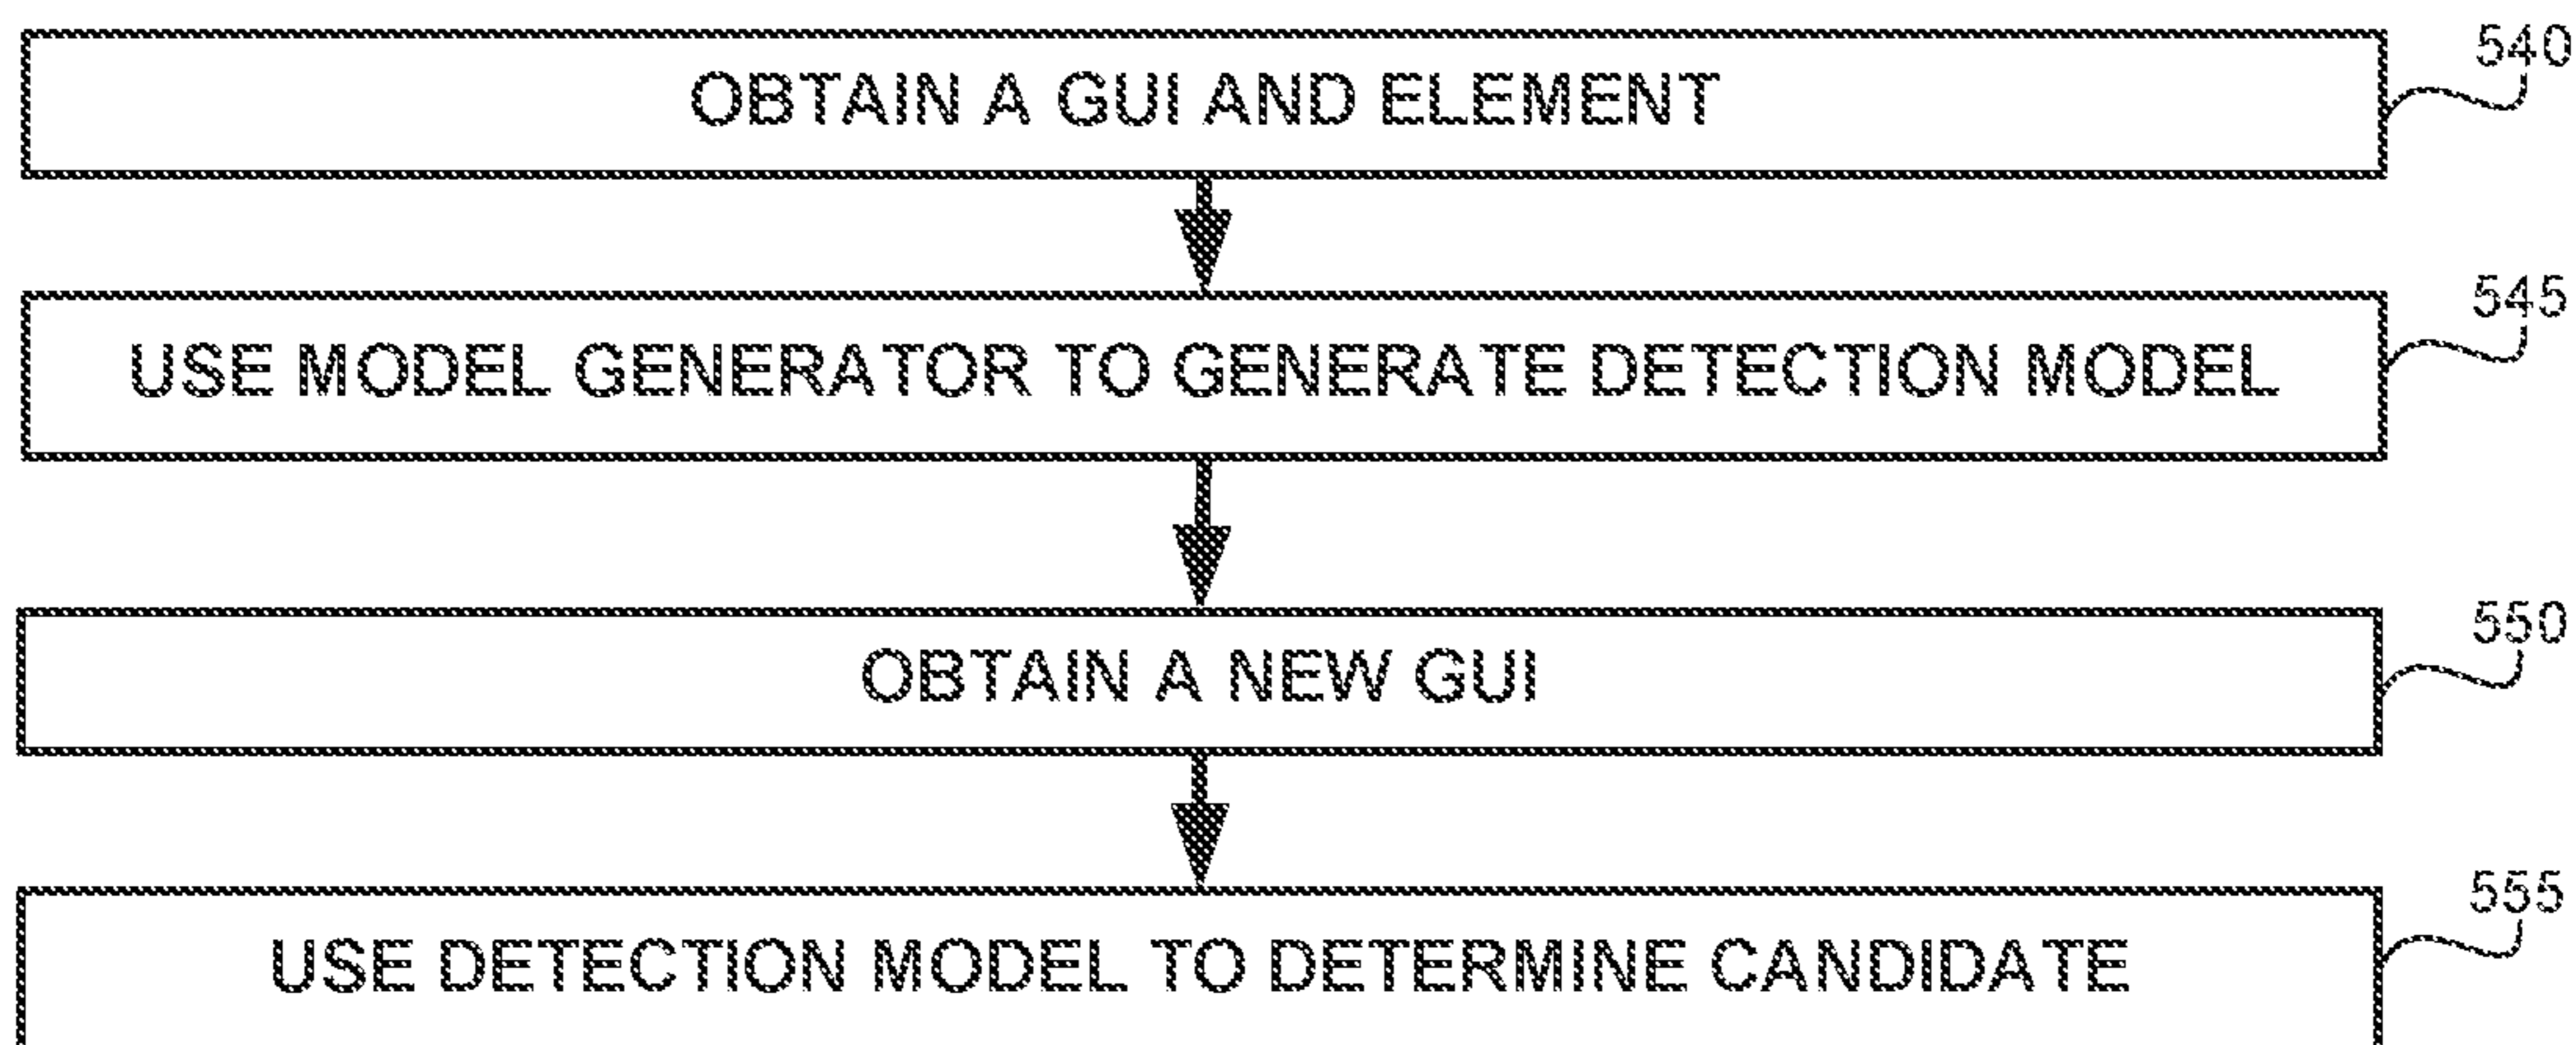 540
OBTAIN A GUI AND ELEMENT
545
USE MODEL GENERATOR TO GENERATE DETECTION MODEL
550
OBTAIN A NEW GUI
555
USE DETECTION MODEL TO DETERMINE CANDIDATE